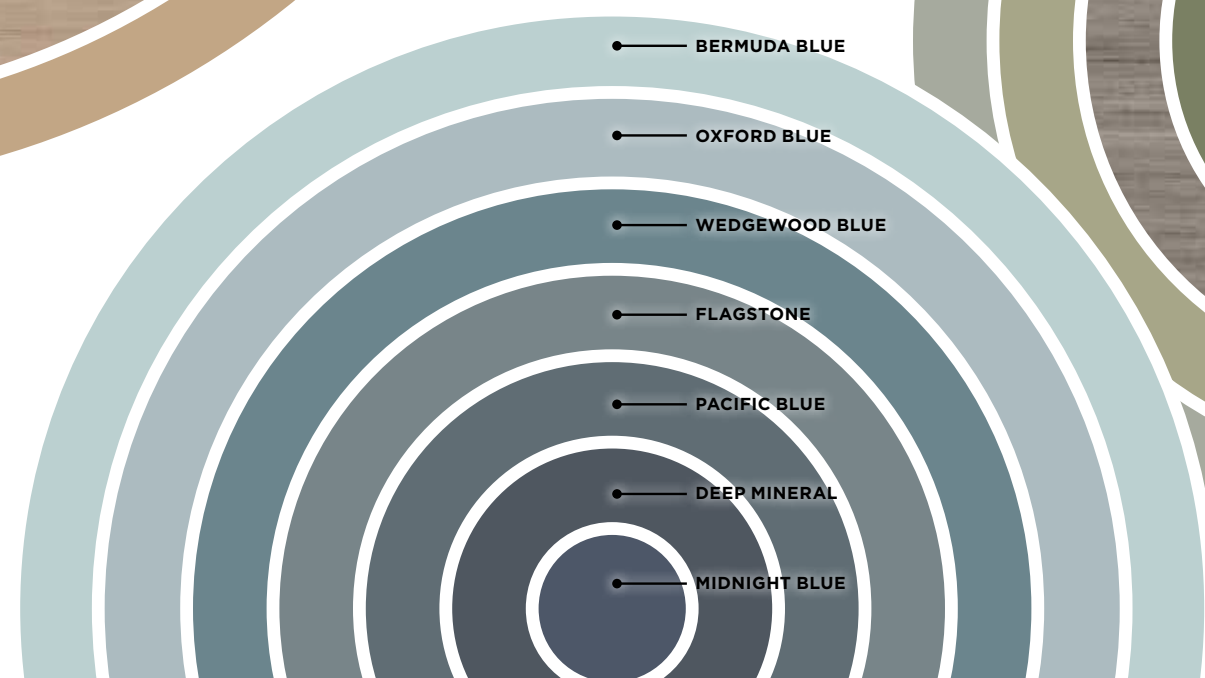 BERMUDA BLUE
OXFORD BLUE
WEDGEWOOD BLUE
FLAGSTONE
PACIFIC BLUE
DEEP MINERAL
MIDNIGHT BLUE